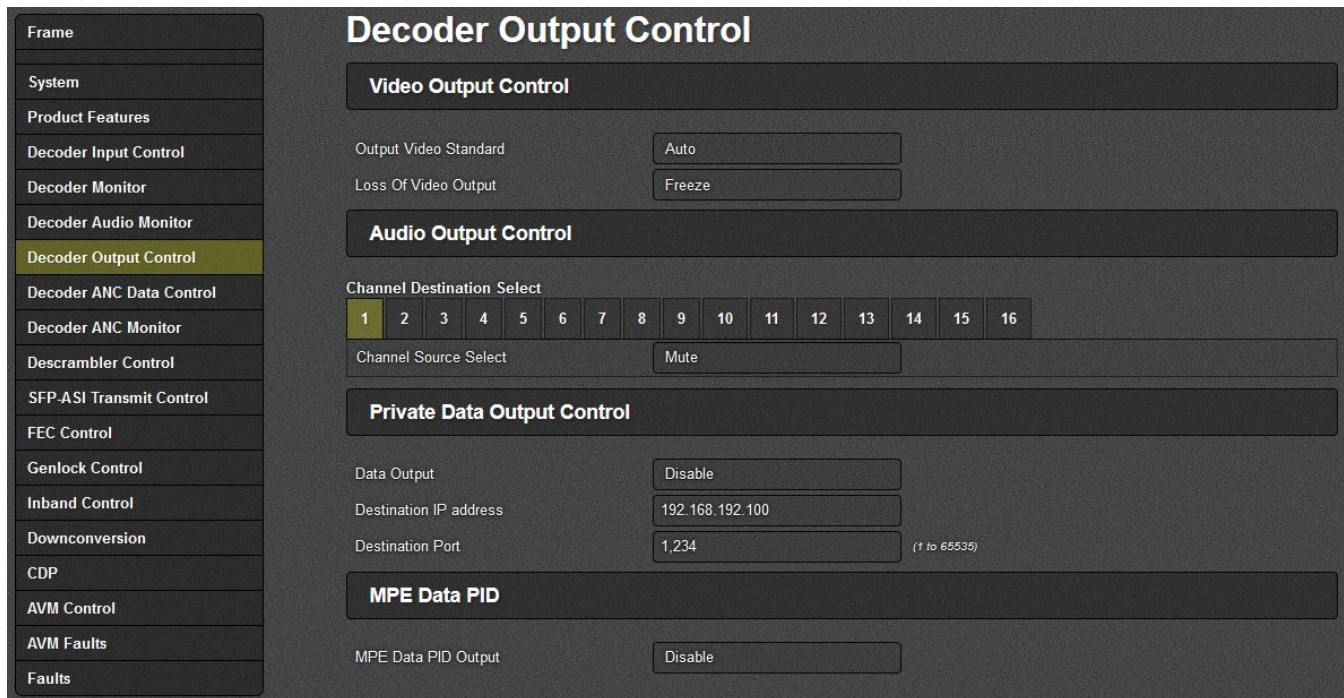 Frame
System
Product Features
Decoder Input Control
Decoder Monitor
Decoder Audio Monitor
Decoder Output Control
Decoder ANC Data Control
Decoder ANC Monitor
Descrambler Control
SFP-ASI Transmit Control
FEC Control
Genlock Control
Inband Control
Downconversion
CDP
AVM Control
AVM Faults
Faults
Decoder Output Control
Video Output Control
Output Video Standard Auto
Loss Of Video Output Freeze
Audio Output Control
Channel Destination Select
1 2 3 4 5 6 7 8 9 10 11 12 13 14 15 16
Channel Source Select Mute
Private Data Output Control
Data Output Disable
Destination IP address 192.168.192.100
Destination Port 1,234 (1 to 65535)
MPE Data PID
MPE Data PID Output Disable